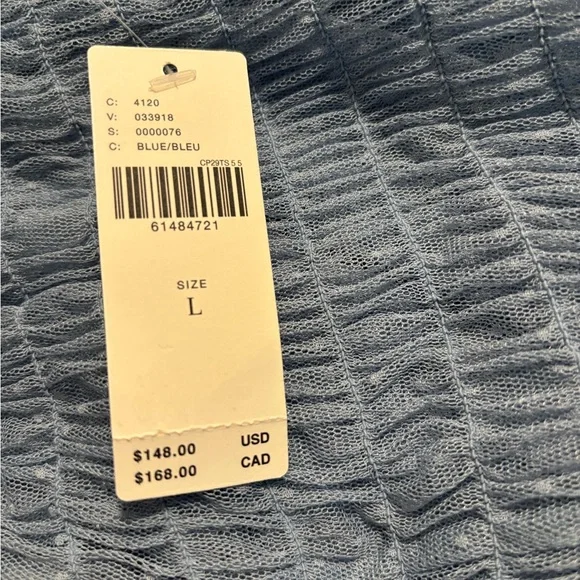 C: 4120
V: 033918
S: 0000076
C: BLUE/BLEU
CP29TS 5 5
61484721
SIZE
L
$148.00 USD
$168.00 CAD